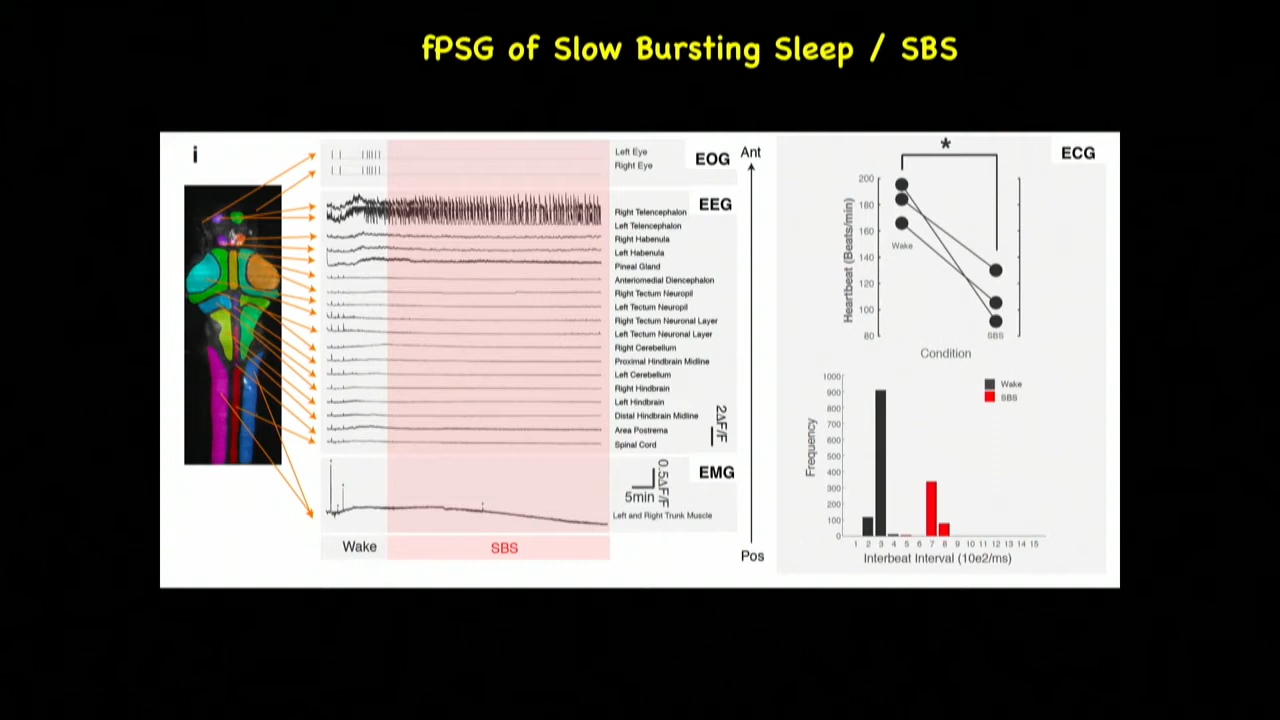 fPSG of Slow Bursting Sleep / SBS
i
Left Eye
Right Eye
EOG
EEG
Right Telencephalon
Left Telencephalon
Right Habenula
Left Habenula
Pineal Gland
Anteriomedial Diencephalon
Right Tectum Neuropil
Left Tectum Neuropil
Right Tectum Neuronal Layer
Left Tectum Neuronal Layer
Right Cerebellum
Proximal Hindbrain Midline
Left Cerebellum
Right Hindbrain
Left Hindbrain
Distal Hindbrain Midline
Area Postrema
Spinal Cord
2ΔF/F
EMG
0.5ΔF/F
5min
Left and Right Trunk Muscle
Wake
SBS
Ant
Pos
ECG
*
Heartbeat (Beats/min)
200
180
160
140
120
100
80
Wake
SBS
Condition
Frequency
1000
900
800
700
600
500
400
300
200
100
0
Wake
SBS
1 2 3 4 5 6 7 8 9 10 11 12 13 14 15
Interbeat Interval (10e2/ms)